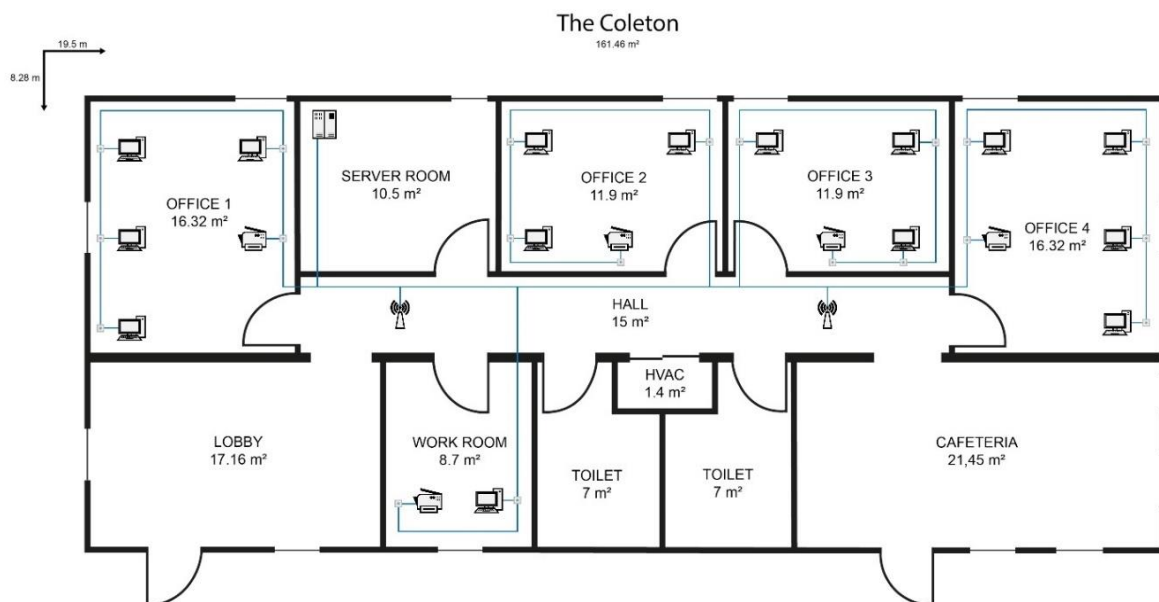 The Coleton
161.46 m²
19.5 m
8.28 m
OFFICE 1
16.32 m²
SERVER ROOM
10.5 m²
OFFICE 2
11.9 m²
OFFICE 3
11.9 m²
OFFICE 4
16.32 m²
HALL
15 m²
HVAC
1.4 m²
LOBBY
17.16 m²
WORK ROOM
8.7 m²
TOILET
7 m²
TOILET
7 m²
CAFETERIA
21,45 m²